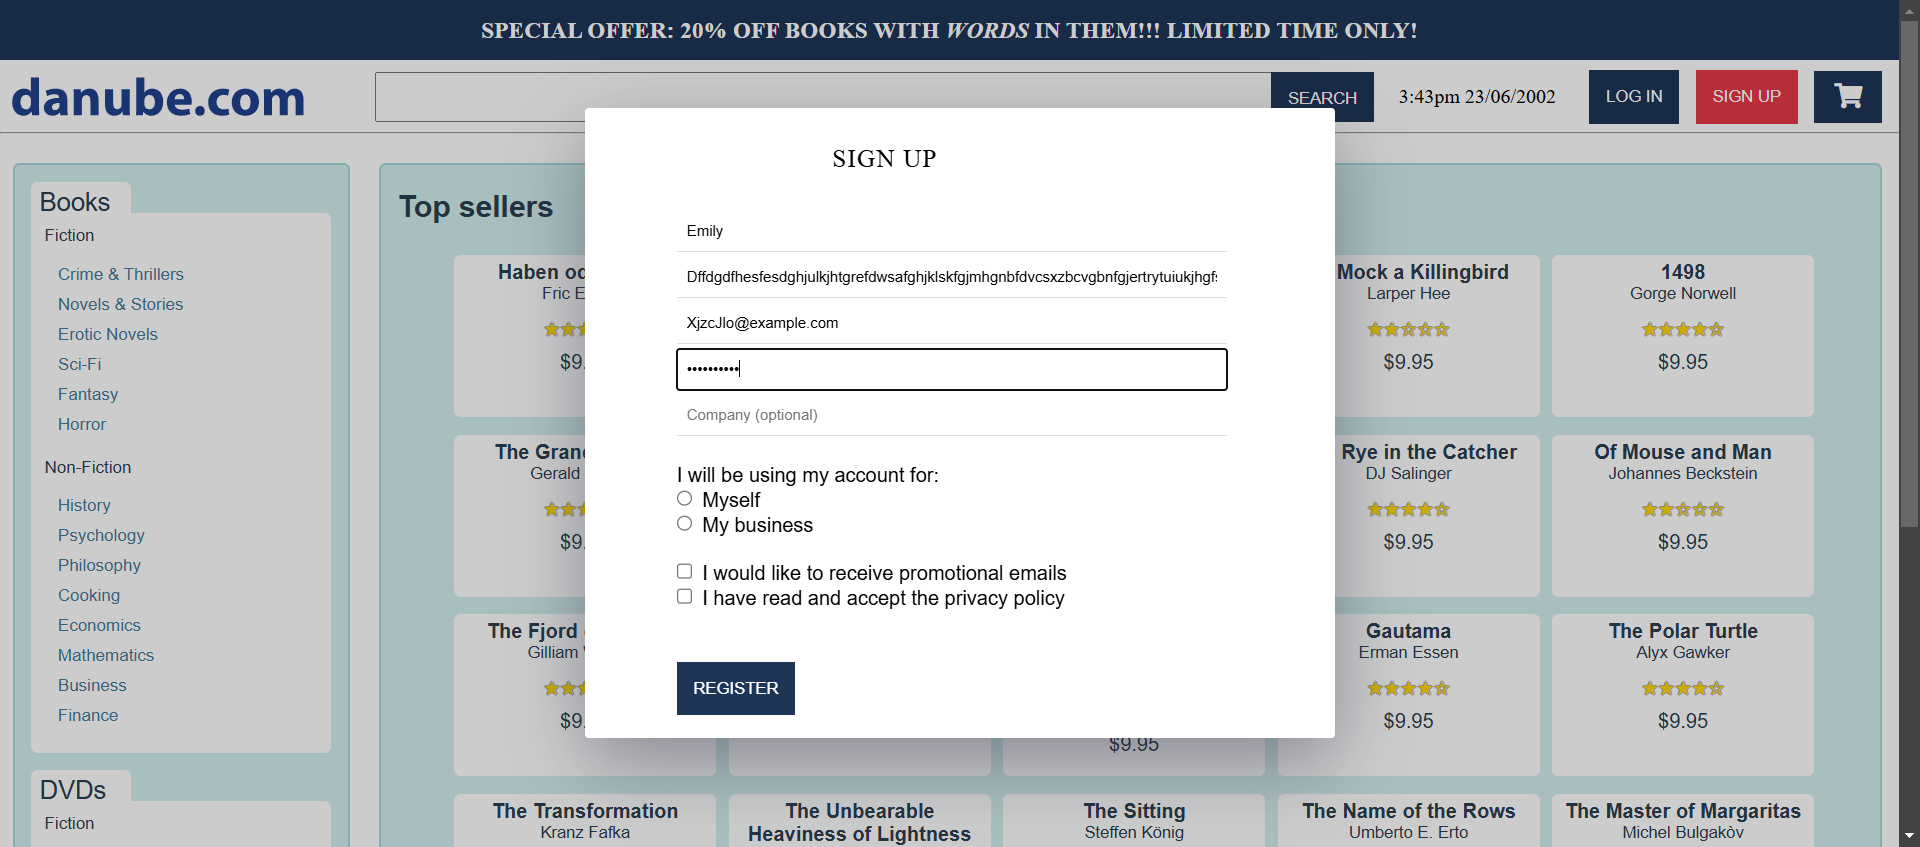 SPECIAL OFFER: 20% OFF BOOKS WITH WORDS IN THEM!!! LIMITED TIME ONLY!
danube.com
SEARCH
3:43pm 23/06/2002
LOG IN
SIGN UP
Books
Fiction
Crime & Thrillers
Novels & Stories
Erotic Novels
Sci-Fi
Fantasy
Horror
Non-Fiction
History
Psychology
Philosophy
Cooking
Economics
Mathematics
Business
Finance
DVDs
Fiction
Top sellers
Haben od
Fric E
$9.
Mock a Killingbird
Larper Hee
$9.95
1498
Gorge Norwell
$9.95
The Gran
Gerald
$9.
Rye in the Catcher
DJ Salinger
$9.95
Of Mouse and Man
Johannes Beckstein
$9.95
The Fjord
Gilliam
$9.
$9.95
Gautama
Erman Essen
$9.95
The Polar Turtle
Alyx Gawker
$9.95
The Transformation
Kranz Fafka
The Unbearable
Heaviness of Lightness
The Sitting
Steffen König
The Name of the Rows
Umberto E. Erto
The Master of Margaritas
Michel Bulgakòv
SIGN UP
Emily
Dffdgdfhesfesdghjulkjhtgrefdwsafghjklskfgjmhgnbfdvcsxzbcvgbnfgjertrytuiukjhgf
XjzcJlo@example.com
••••••••••
Company (optional)
I will be using my account for:
Myself
My business
I would like to receive promotional emails
I have read and accept the privacy policy
REGISTER